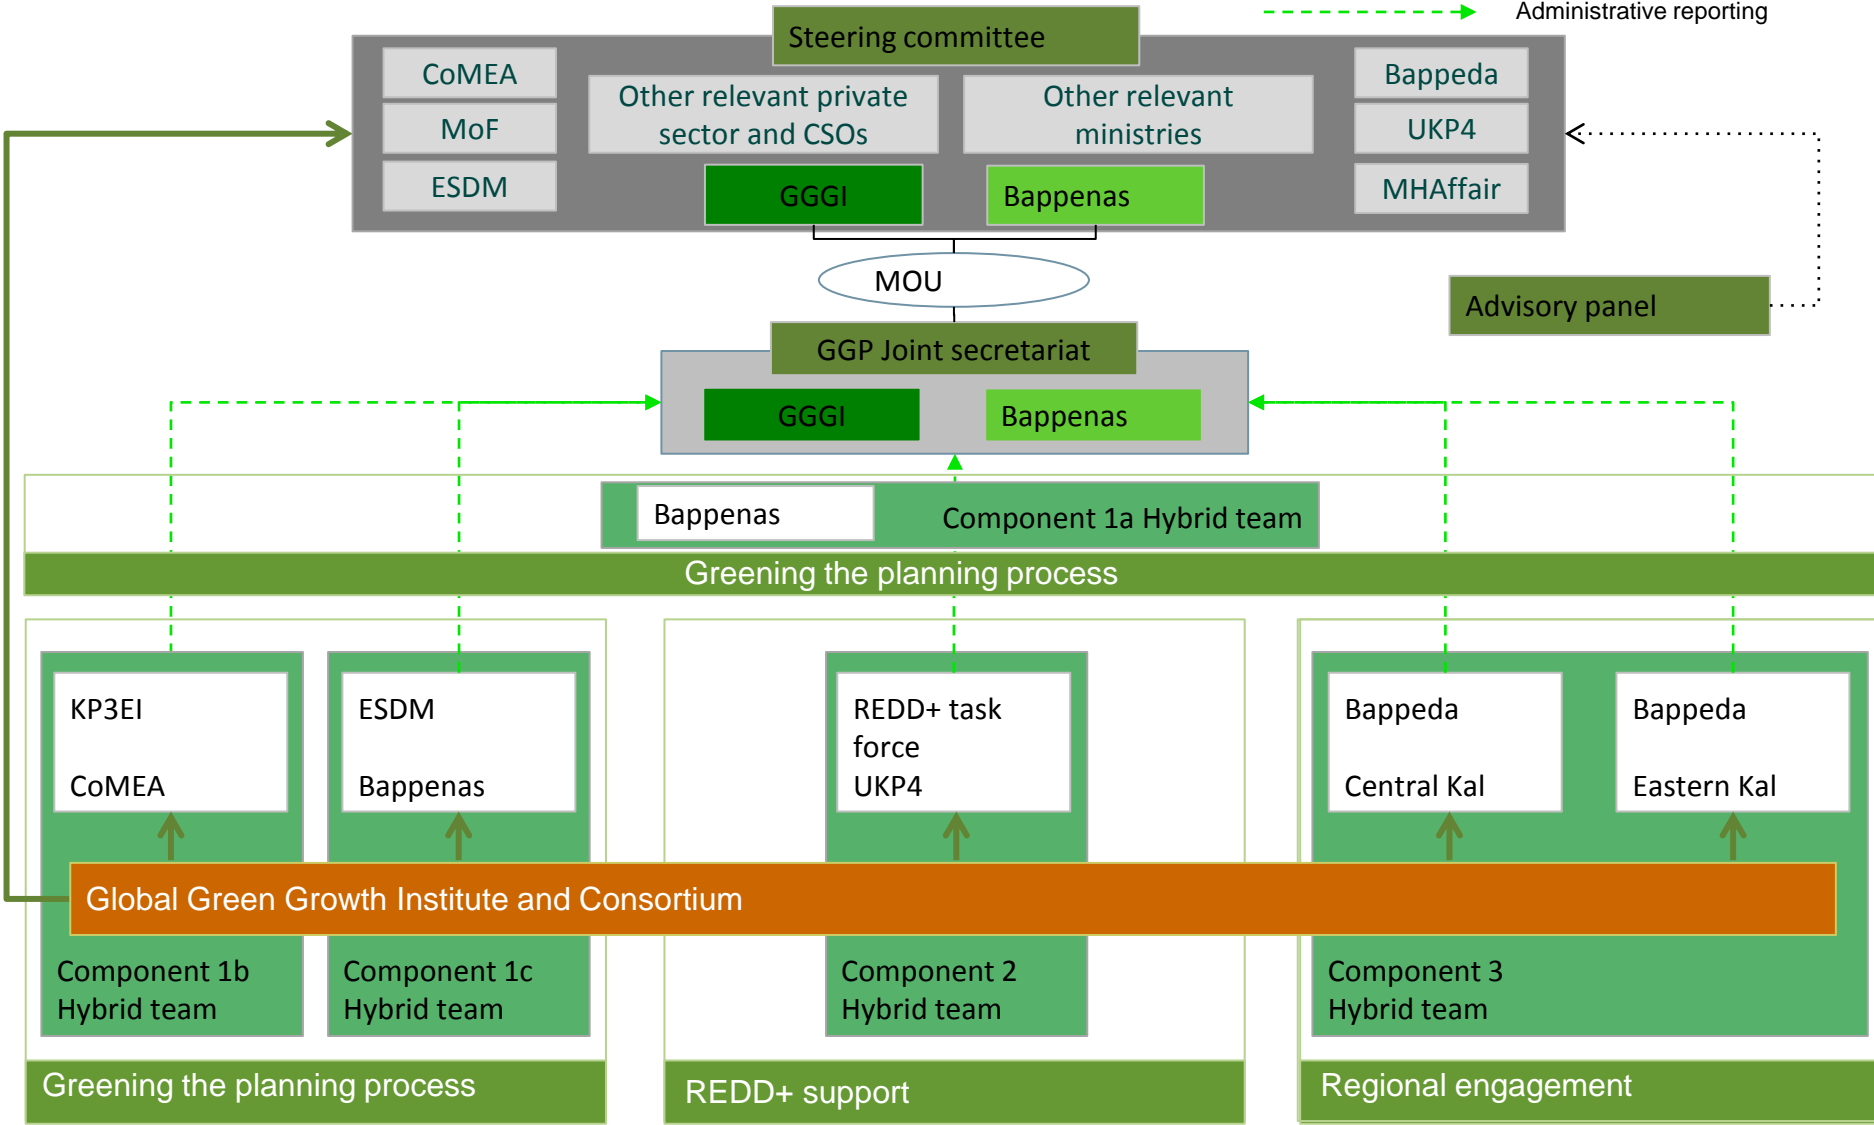 Administrative reporting
Steering committee
CoMEA
MoF
ESDM
Other relevant private
sector and CSOs
Other relevant
ministries
Bappeda
UKP4
MHAffair
GGGI
Bappenas
MOU
Advisory panel
GGP Joint secretariat
GGGI
Bappenas
Bappenas
Component 1a Hybrid team
Greening the planning process
KP3EI
CoMEA
ESDM
Bappenas
REDD+ task
force
UKP4
Bappeda
Central Kal
Bappeda
Eastern Kal
Global Green Growth Institute and Consortium
Component 1b
Hybrid team
Component 1c
Hybrid team
Component 2
Hybrid team
Component 3
Hybrid team
Greening the planning process
REDD+ support
Regional engagement